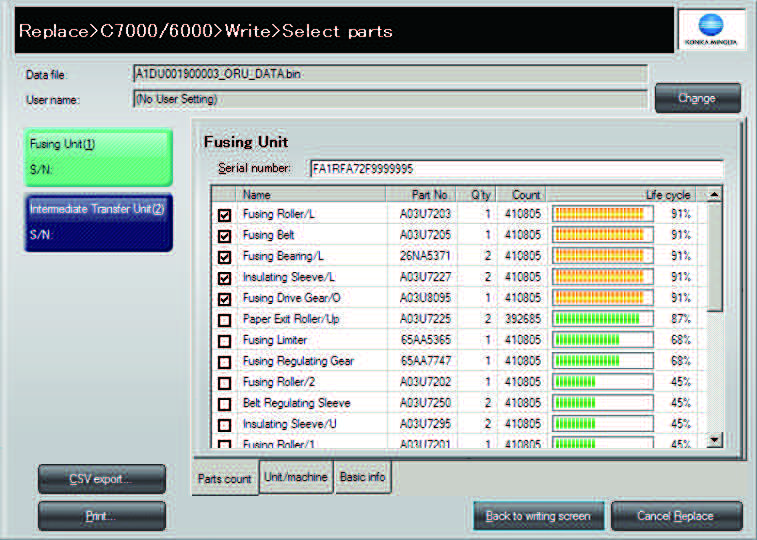 Replace>C7000/6000>Write>Select parts
KONICA MINOLTA
Data file: A1DU001900003_ORU_DATA.bin
User name: (No User Setting)
Change
Fusing Unit(1)
S/N:
Intermediate Transfer Unit(2)
S/N:
Fusing Unit
Serial number: FA1RFA72F9999995
Name Part No. Q'ty Count Life cycle
Fusing Roller/L A03U7203 1 410805 91%
Fusing Belt A03U7205 1 410805 91%
Fusing Bearing/L 26NA5371 2 410805 91%
Insulating Sleeve/L A03U7227 2 410805 91%
Fusing Drive Gear/O A03U8095 1 410805 91%
Paper Exit Roller/Up A03U7225 2 392685 87%
Fusing Limiter 65AA5365 1 410805 68%
Fusing Regulating Gear 65AA7747 1 410805 68%
Fusing Roller/2 A03U7202 1 410805 45%
Belt Regulating Sleeve A03U7250 2 410805 45%
Insulating Sleeve/U A03U7295 2 410805 45%
Fusing Roller/1 A03U7201 1 410805 45%
Parts count Unit/machine Basic info
CSV export...
Print...
Back to writing screen
Cancel Replace